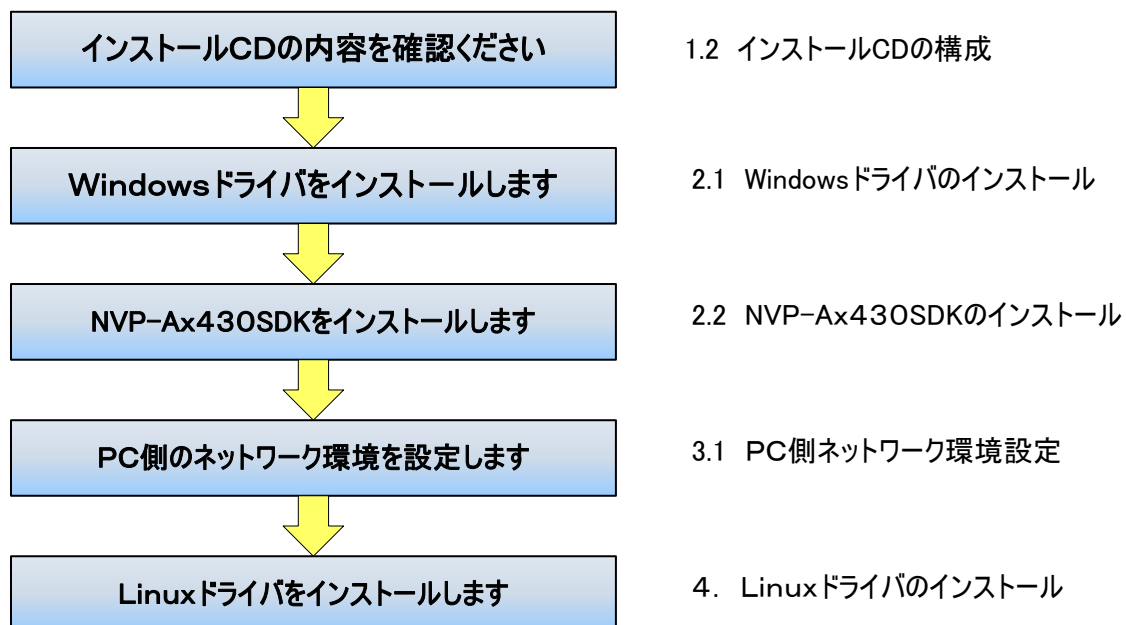 インストールCDの内容を確認ください
1.2 インストールCDの構成
Windowsドライバをインストールします
2.1 Windowsドライバのインストール
NVP-Ax430SDKをインストールします
2.2 NVP-Ax430SDKのインストール
PC側のネットワーク環境を設定します
3.1 PC側ネットワーク環境設定
Linuxドライバをインストールします
4. Linuxドライバのインストール